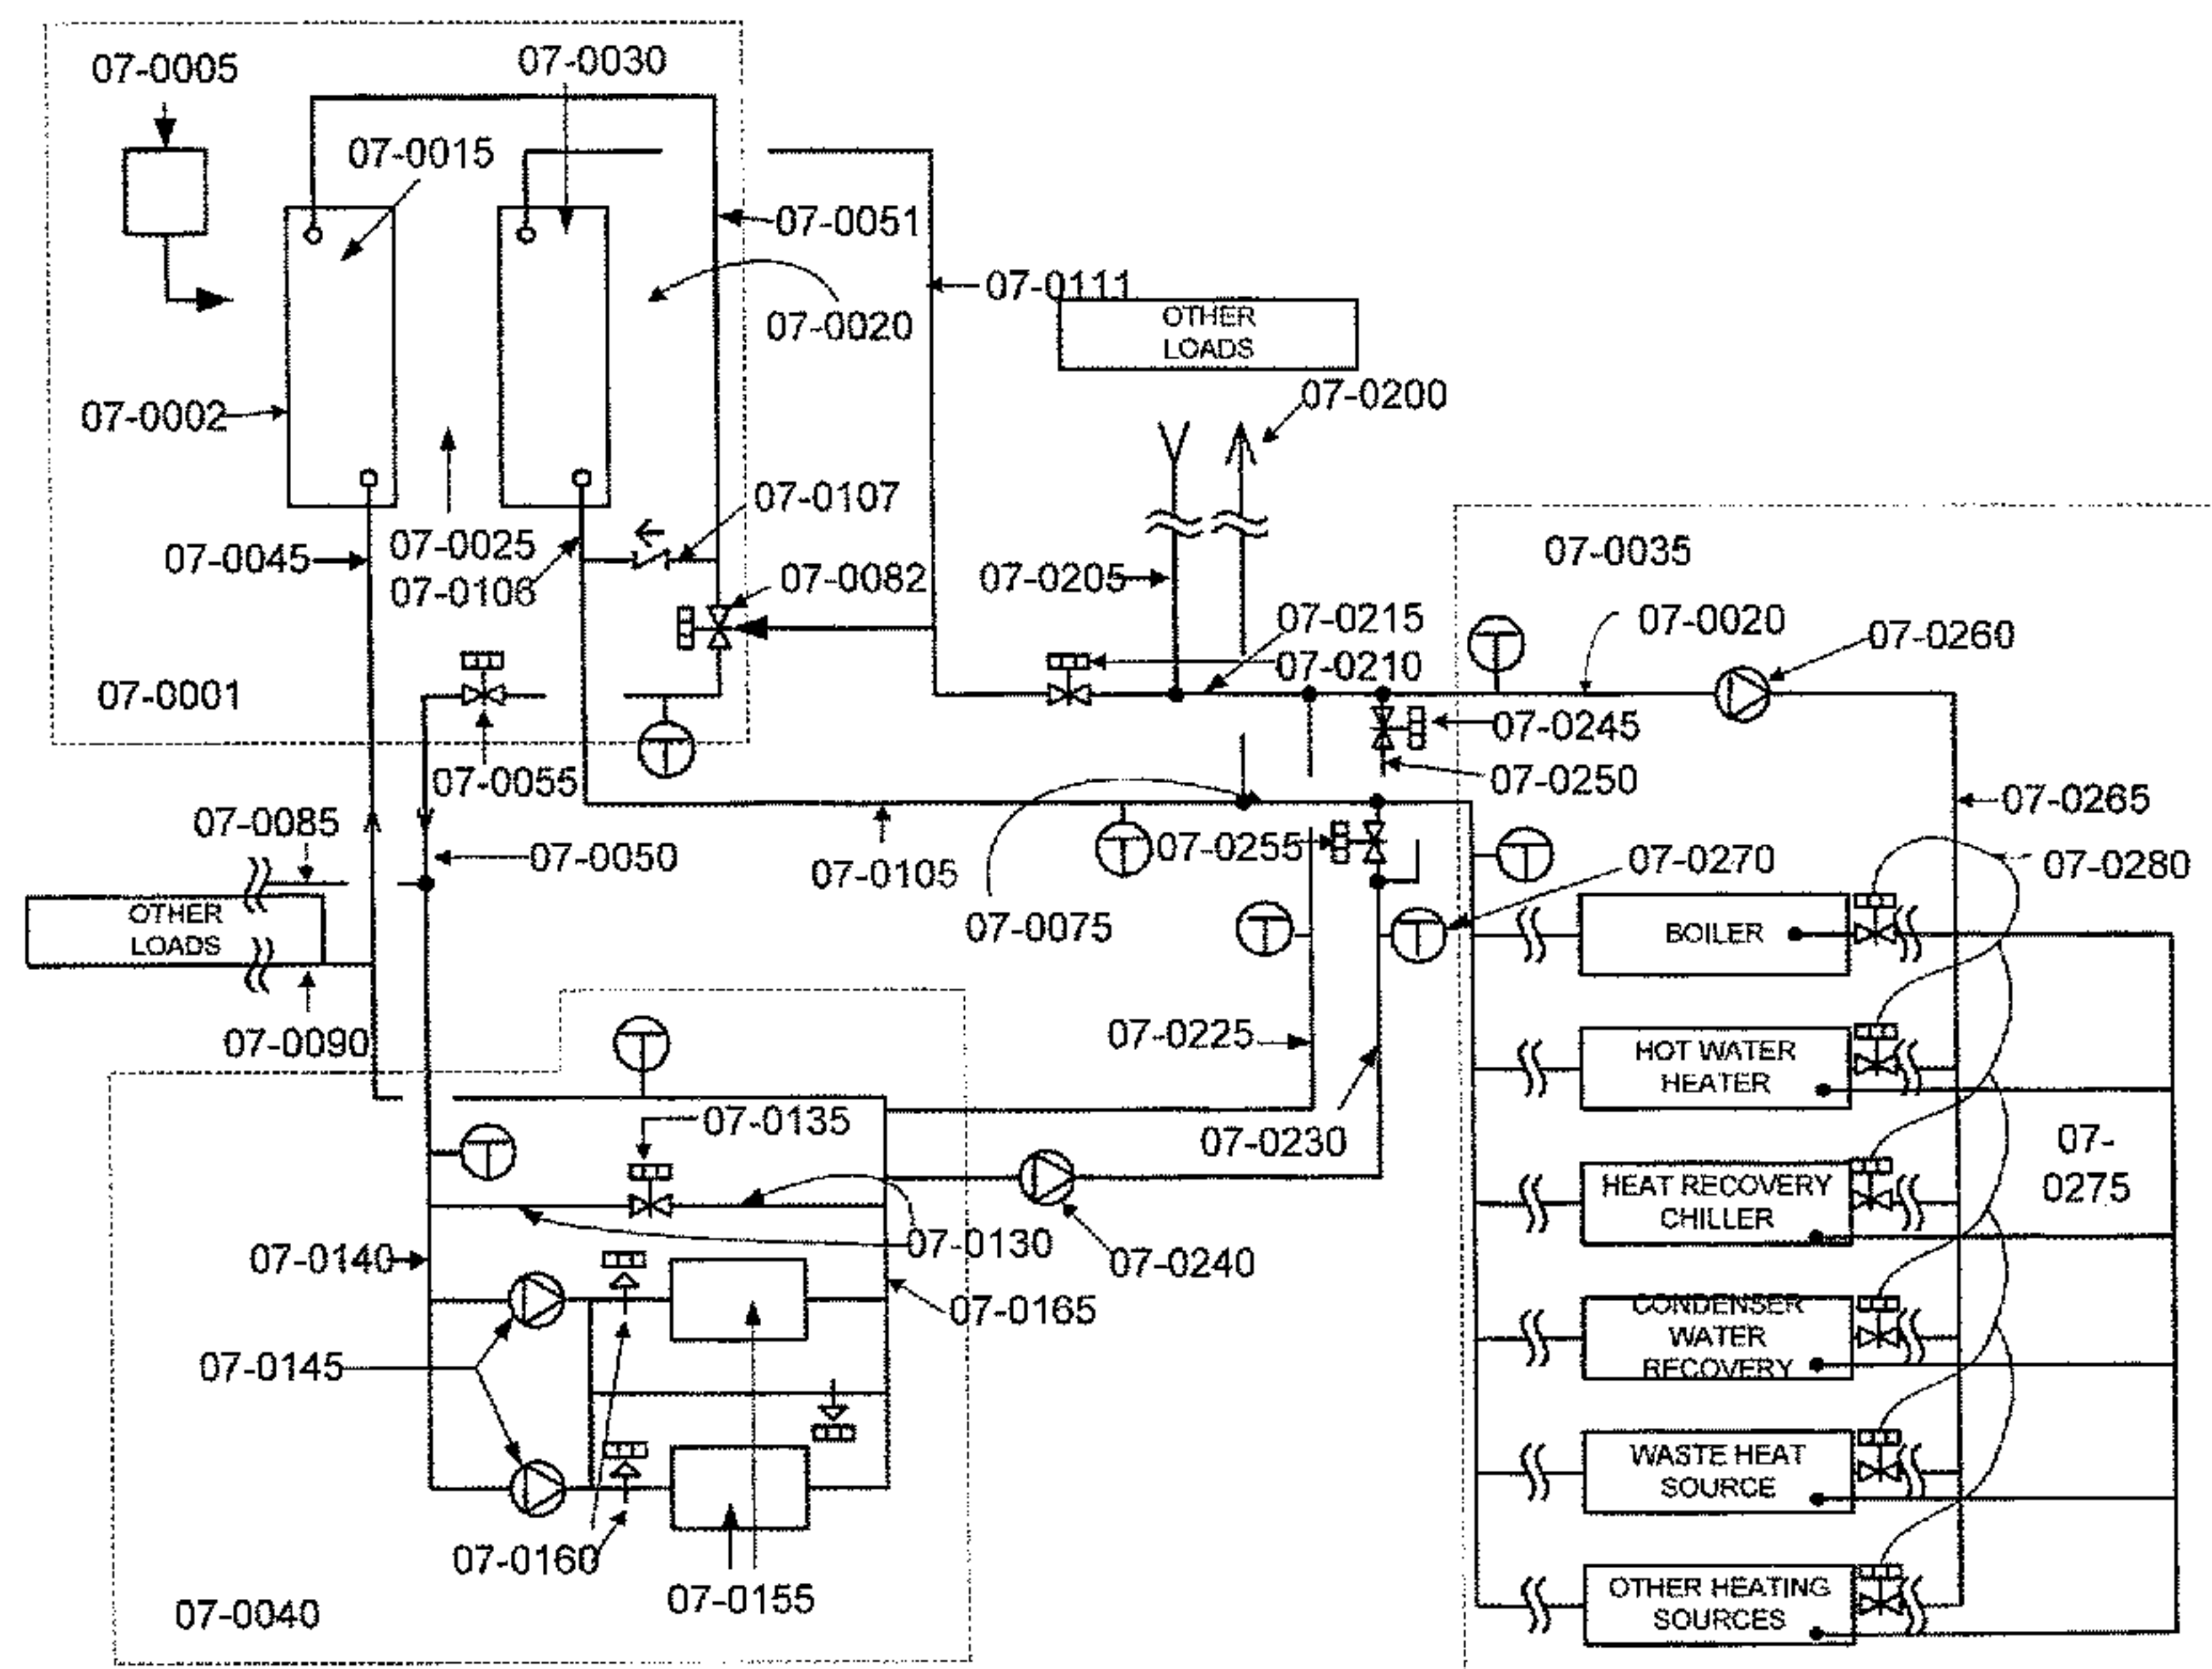 07-0005
07-0030
07-0015
07-0051
07-0111
OTHER
LOADS
07-0020
07-0200
07-0002
07-0107
07-0025
07-0045
07-0106
07-0082
07-0205
07-0035
07-0215
07-0020
07-0260
07-0210
07-0001
07-0245
07-0055
07-0250
07-0265
07-0085
07-0050
07-0105
07-0255
07-0270
07-0280
OTHER
LOADS
07-0075
BOILER
07-0090
07-0225
HOT WATER
HEATER
07-0135
07-0230
07-
0275
HEAT RECOVERY
CHILLER
07-0130
07-0140
07-0240
07-0165
CONDENSER
WATER
RECOVERY
07-0145
WASTE HEAT
SOURCE
07-0160
07-0155
07-0040
OTHER HEATING
SOURCES
T
T
T
T
T
T
T
T